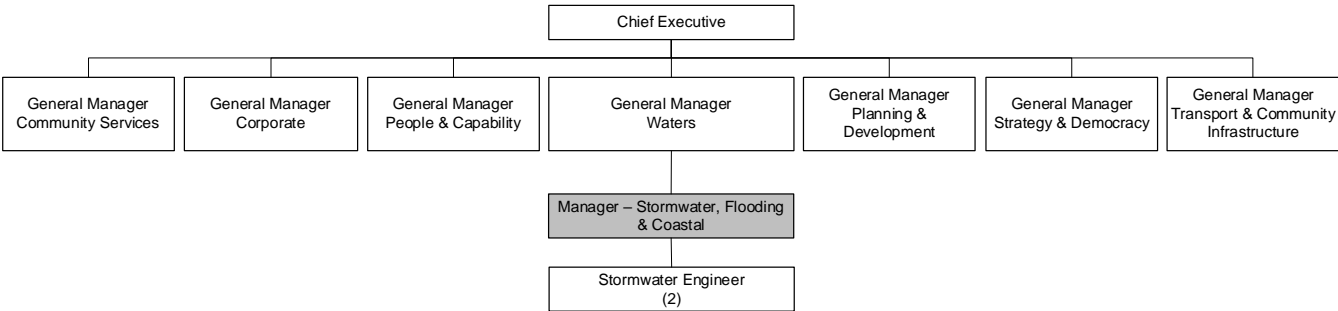 Chief Executive
General Manager
Community Services
General Manager
Corporate
General Manager
People & Capability
General Manager
Waters
General Manager
Planning &
Development
General Manager
Strategy & Democracy
General Manager
Transport & Community
Infrastructure
Manager – Stormwater, Flooding
& Coastal
Stormwater Engineer
(2)